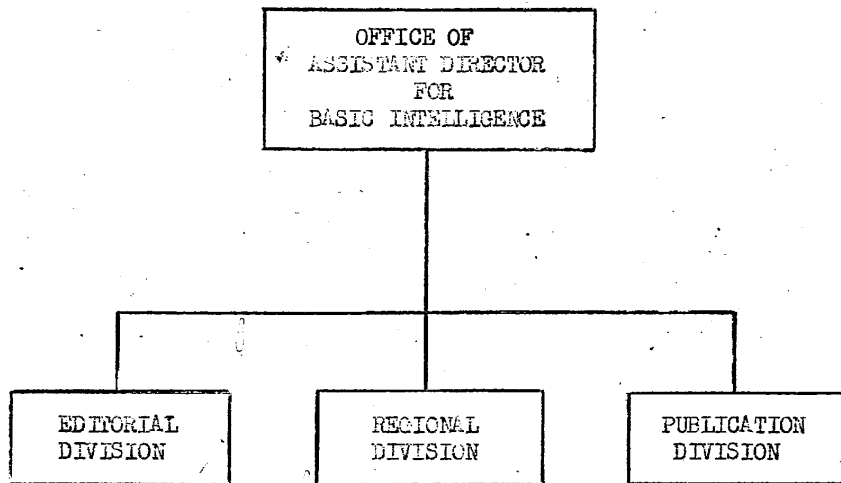 OFFICE OF
ASSISTANT DIRECTOR
FOR
BASIC INTELLIGENCE
EDITORIAL
DIVISION
REGIONAL
DIVISION
PUBLICATION
DIVISION